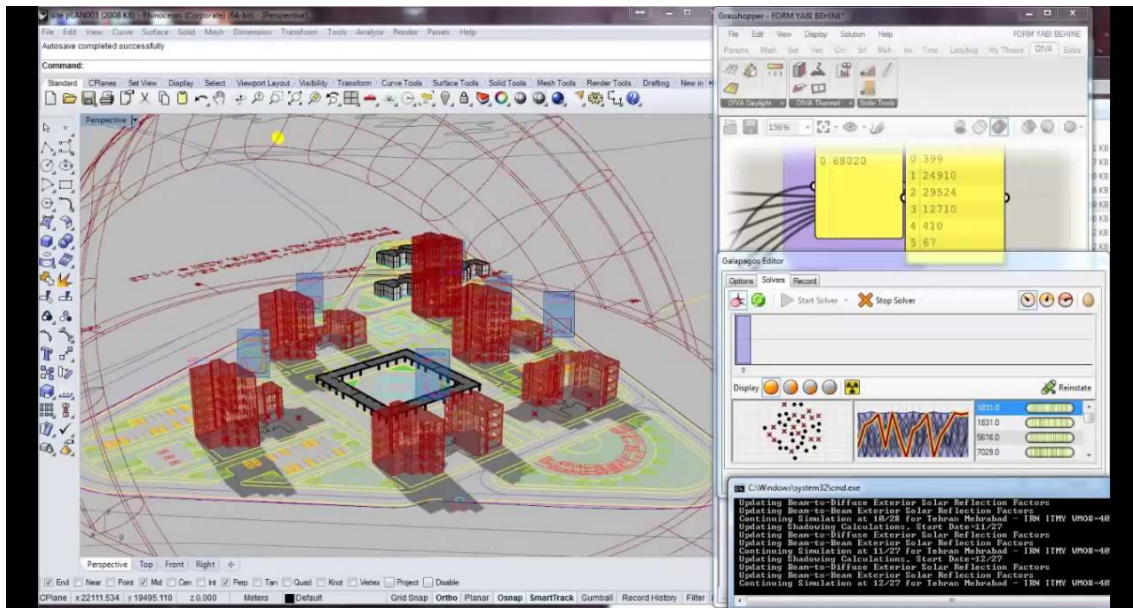 site pLAN003 (2008 KB) - Rhinoceros (Corporate) (64-bit) - [Perspective]
File Edit View Curve Surface Solid Mesh Dimension Transform Tools Analyze Render Panels Help
Autosave completed successfully
Command:
Standard CPlanes Set View Display Select Viewport Layout Visibility Transform Curve Tools Surface Tools Solid Tools Mesh Tools Render Tools Drafting New in
Perspective
Perspective Top Front Right
End Near Point Mid Cen Int Perp Tan Quad Knot Vertex Project Disable
CPlane x 22111.534 y 19495.110 z 0.000 Meters Default Grid Snap Ortho Planar Osnap SmartTrack Gumball Record History Filter
Grasshopper - FORM YABI BEHINE*
File Edit View Display Solution Help FORM YABI BEHINE*
Params Math Set Vec Crv Srf Msh Int Trns Ladybug My Thesis DIVA Extra
DIVA Daylight DIVA Thermal Solar Tools
156%
0 68020
0 399
1 24910
2 29524
3 12710
4 410
5 67
Galapagos Editor
Options Solvers Record
Start Solver Stop Solver
0
Display Reinstate
1831.0
1831.0
5616.0
7029.0
C:\Windows\system32\cmd.exe
Updating Beam-to-Diffuse Exterior Solar Reflection Factors
Updating Beam-to-Beam Exterior Solar Reflection Factors
Continuing Simulation at 10/28 for Tehran Mehrabad - IRN ITMY WMO#=40
Updating Shadowing Calculations, Start Date=11/27
Updating Beam-to-Diffuse Exterior Solar Reflection Factors
Updating Beam-to-Beam Exterior Solar Reflection Factors
Continuing Simulation at 11/27 for Tehran Mehrabad - IRN ITMY WMO#=40
Updating Shadowing Calculations, Start Date=12/27
Updating Beam-to-Diffuse Exterior Solar Reflection Factors
Updating Beam-to-Beam Exterior Solar Reflection Factors
Continuing Simulation at 12/27 for Tehran Mehrabad - IRN ITMY WMO#=40